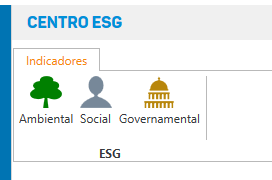 CENTRO ESG
Indicadores
Ambiental Social Governamental
ESG